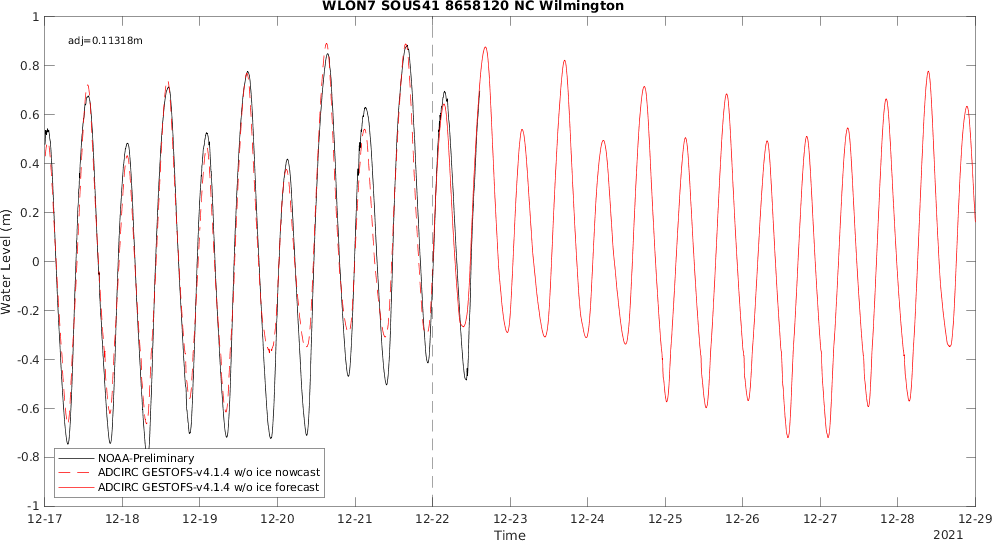 WLON7 SOUS41 8658120 NC Wilmington
adj=0.11318m
Water Level (m)
1
0.8
0.6
0.4
0.2
0
-0.2
-0.4
-0.6
-0.8
-1
NOAA-Preliminary
ADCIRC GESTOFS-v4.1.4 w/o ice nowcast
ADCIRC GESTOFS-v4.1.4 w/o ice forecast
12-17 12-18 12-19 12-20 12-21 12-22 12-23 12-24 12-25 12-26 12-27 12-28 12-29
Time
2021